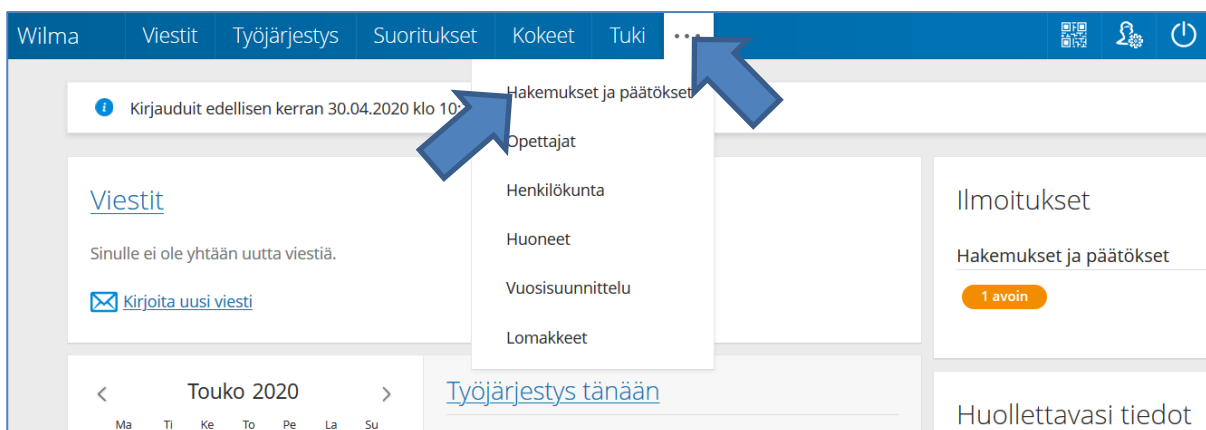 Wilma Viestit Työjärjestys Suoritukset Kokeet Tuki ...
Hakemukset ja päätökset
Kirjauduit edellisen kerran 30.04.2020 klo 10:
Opettajat
Henkilökunta
Huoneet
Vuosisuunnittelu
Lomakkeet
Viestit
Sinulle ei ole yhtään uutta viestiä.
Kirjoita uusi viesti
Ilmoitukset
Hakemukset ja päätökset
1 avoin
< Touko 2020 >
Ma Ti Ke To Pe La Su
Työjärjestys tänään
Huollettavasi tiedot